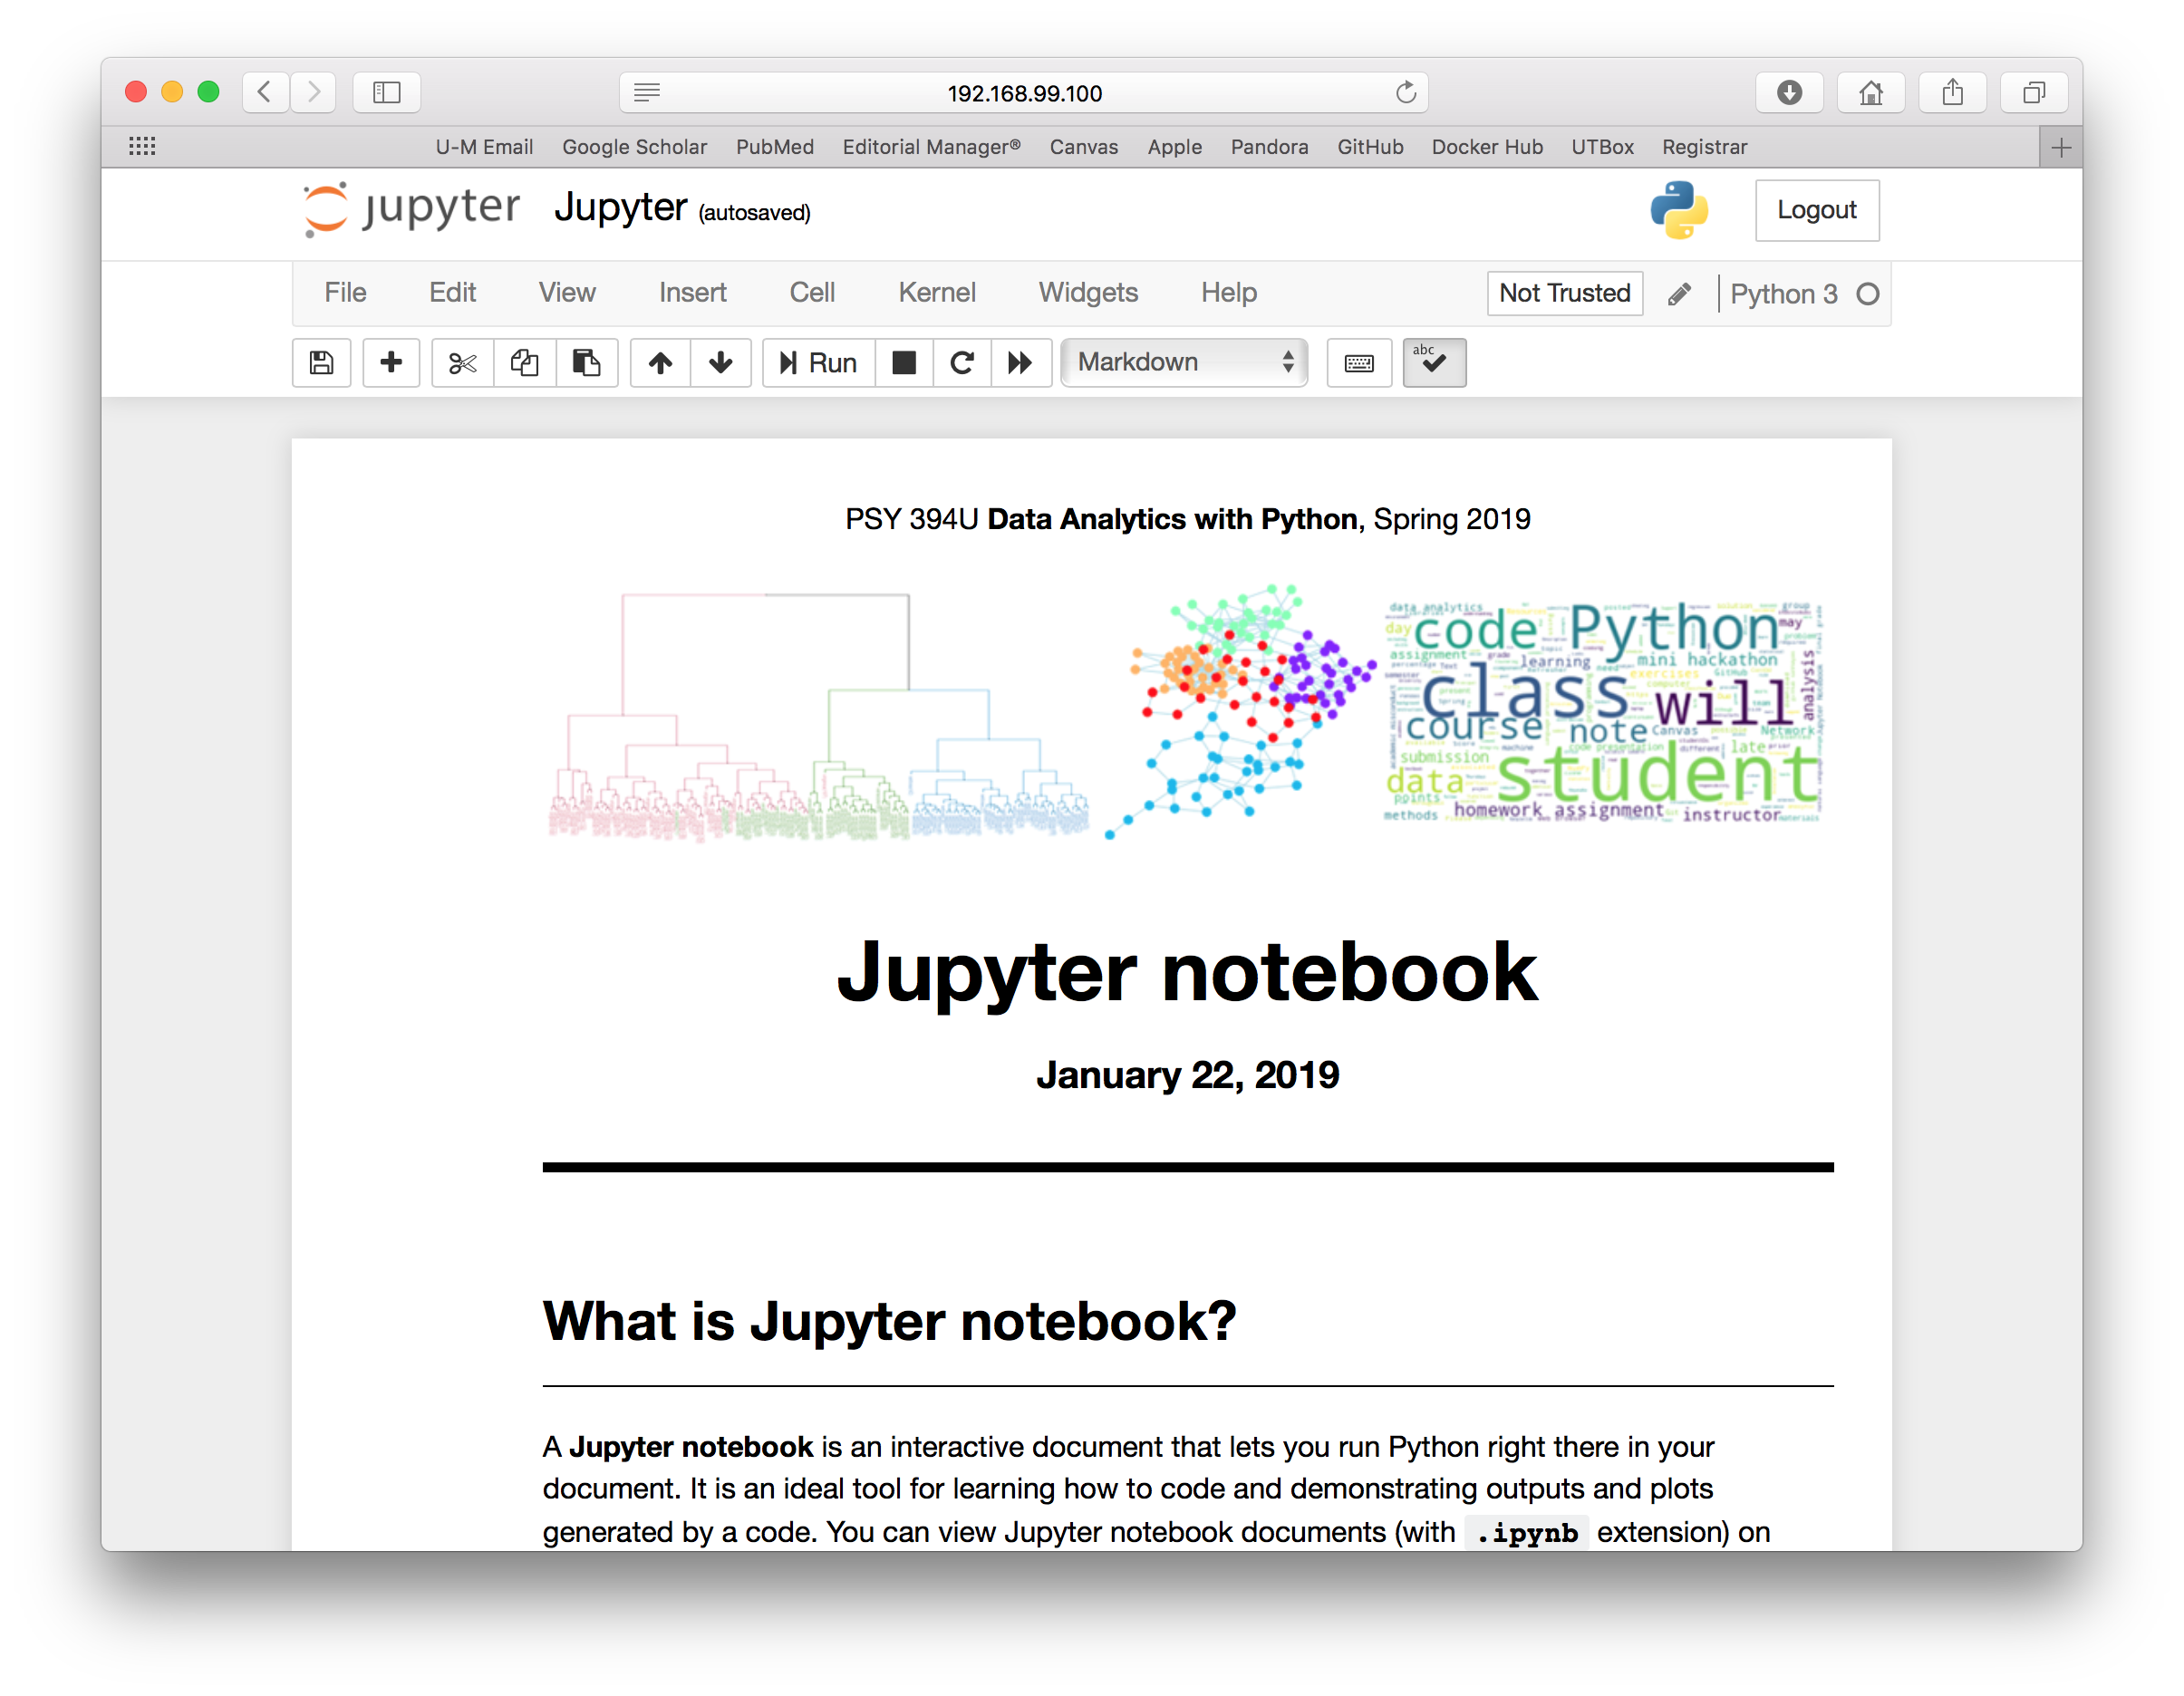 192.168.99.100
U-M Email Google Scholar PubMed Editorial Manager® Canvas Apple Pandora GitHub Docker Hub UTBox Registrar
jupyter Jupyter (autosaved) Logout
File Edit View Insert Cell Kernel Widgets Help Not Trusted Python 3
Run Markdown abc
PSY 394U Data Analytics with Python, Spring 2019
data analytics group
day code Python may
assignment learning mini hackathon
exercises
class will analysis
course note Canvas Network
code presentation late
submission
data student
points
methods homework assignment instructor materials
Jupyter notebook
January 22, 2019
What is Jupyter notebook?
A Jupyter notebook is an interactive document that lets you run Python right there in your
document. It is an ideal tool for learning how to code and demonstrating outputs and plots
generated by a code. You can view Jupyter notebook documents (with .ipynb extension) on